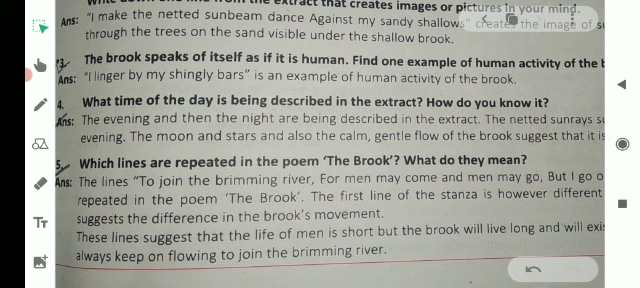 Write down one line from the extract that creates images or pictures in your mind.
Ans: "I make the netted sunbeam dance Against my sandy shallows" creates the image of
through the trees on the sand visible under the shallow brook.
3. The brook speaks of itself as if it is human. Find one example of human activity of the
Ans: "I linger by my shingly bars" is an example of human activity of the brook.
4. What time of the day is being described in the extract? How do you know it?
Ans: The evening and then the night are being described in the extract. The netted sunrays
evening. The moon and stars and also the calm, gentle flow of the brook suggest that it is
5. Which lines are repeated in the poem 'The Brook'? What do they mean?
Ans: The lines "To join the brimming river, For men may come and men may go, But I go
repeated in the poem 'The Brook'. The first line of the stanza is however different
suggests the difference in the brook's movement.
These lines suggest that the life of men is short but the brook will live long and will
always keep on flowing to join the brimming river.
Tт